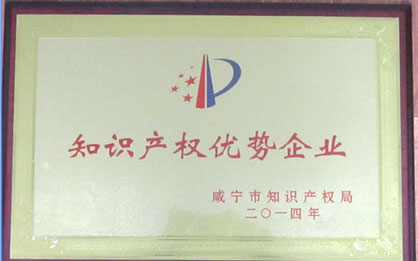 知识产权优势企业
咸宁市知识产权局
二〇一四年